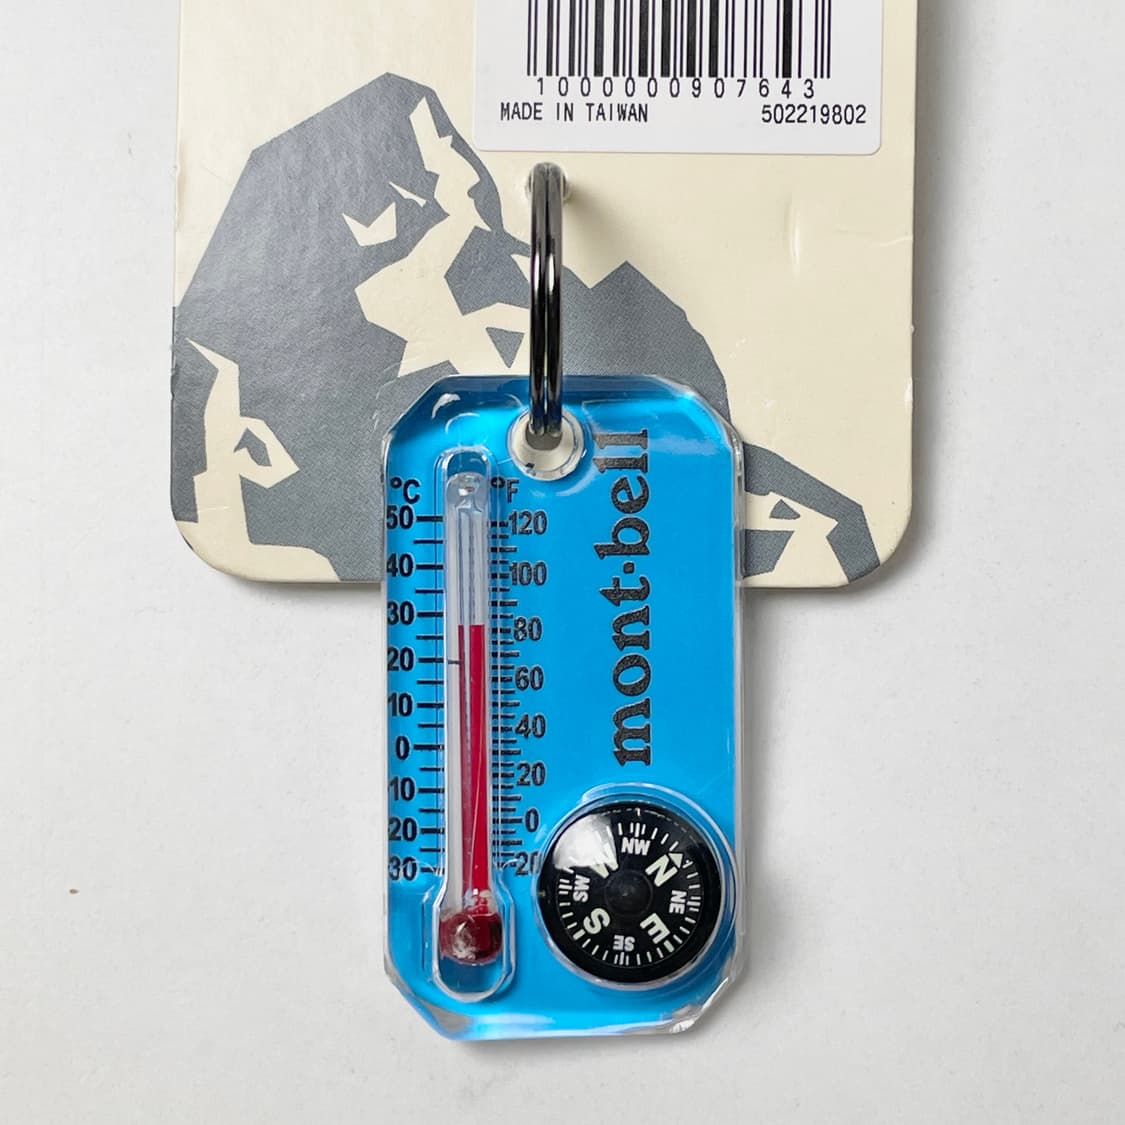 1000000907643
MADE IN TAIWAN 502219802
°C °F
50 120
40 100
30 80
20 60
10 40
0 20
10 0
20 -20
30
mont·bell
NW
N
NE
E
SE
S
SW
W